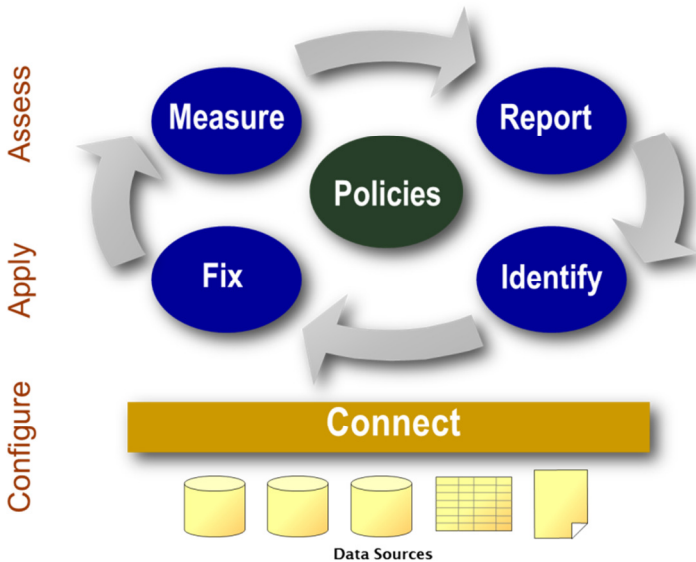 Assess
Measure
Report
Policies
Apply
Fix
Identify
Configure
Connect
Data Sources